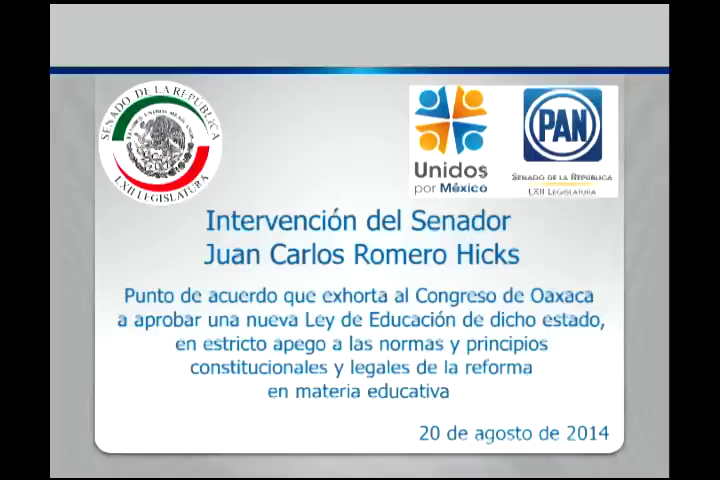 SENADO DE LA REPÚBLICA
ESTADOS UNIDOS MEXICANOS
LXII LEGISLATURA
Unidos
por México
PAN
SENADO DE LA REPÚBLICA
LXII LEGISLATURA
Intervención del Senador
Juan Carlos Romero Hicks
Punto de acuerdo que exhorta al Congreso de Oaxaca
a aprobar una nueva Ley de Educación de dicho estado,
en estricto apego a las normas y principios
constitucionales y legales de la reforma
en materia educativa
20 de agosto de 2014